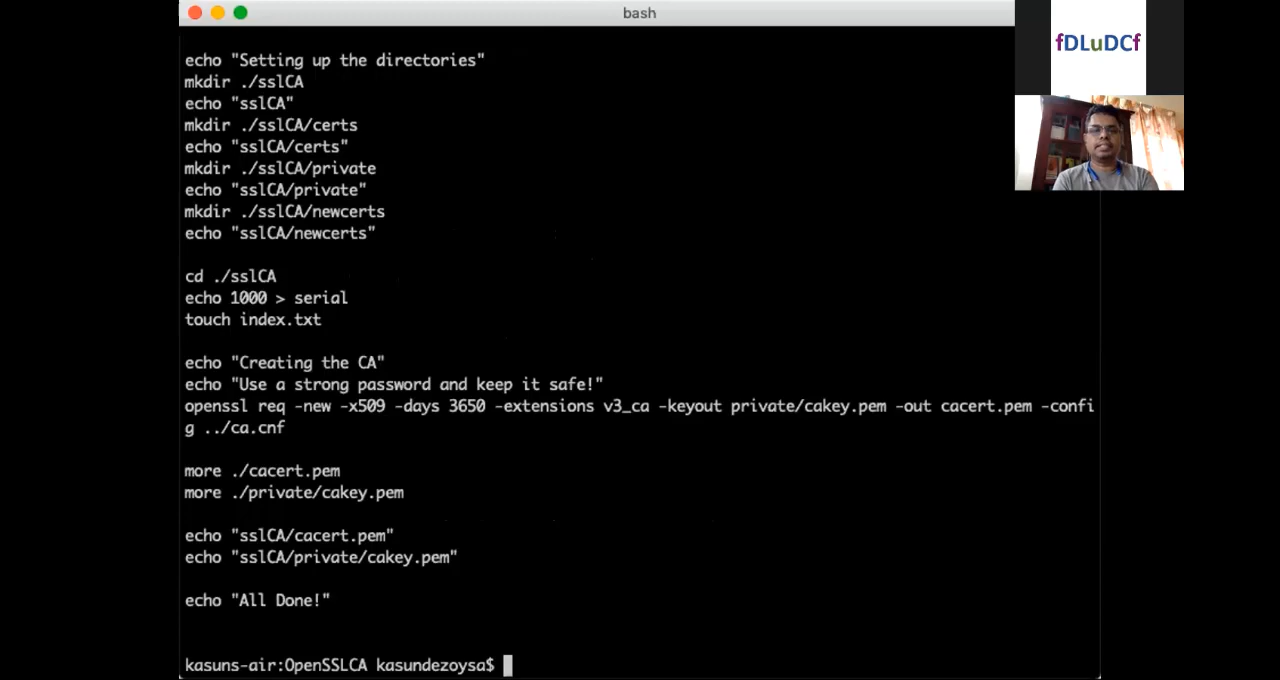 bash
fDLuDCf
echo "Setting up the directories"
mkdir ./sslCA
echo "sslCA"
mkdir ./sslCA/certs
echo "sslCA/certs"
mkdir ./sslCA/private
echo "sslCA/private"
mkdir ./sslCA/newcerts
echo "sslCA/newcerts"
cd ./sslCA
echo 1000 > serial
touch index.txt
echo "Creating the CA"
echo "Use a strong password and keep it safe!"
openssl req -new -x509 -days 3650 -extensions v3_ca -keyout private/cakey.pem -out cacert.pem -confi
g ../ca.cnf
more ./cacert.pem
more ./private/cakey.pem
echo "sslCA/cacert.pem"
echo "sslCA/private/cakey.pem"
echo "All Done!"
kasuns-air:OpenSSLCA kasundezoysa$